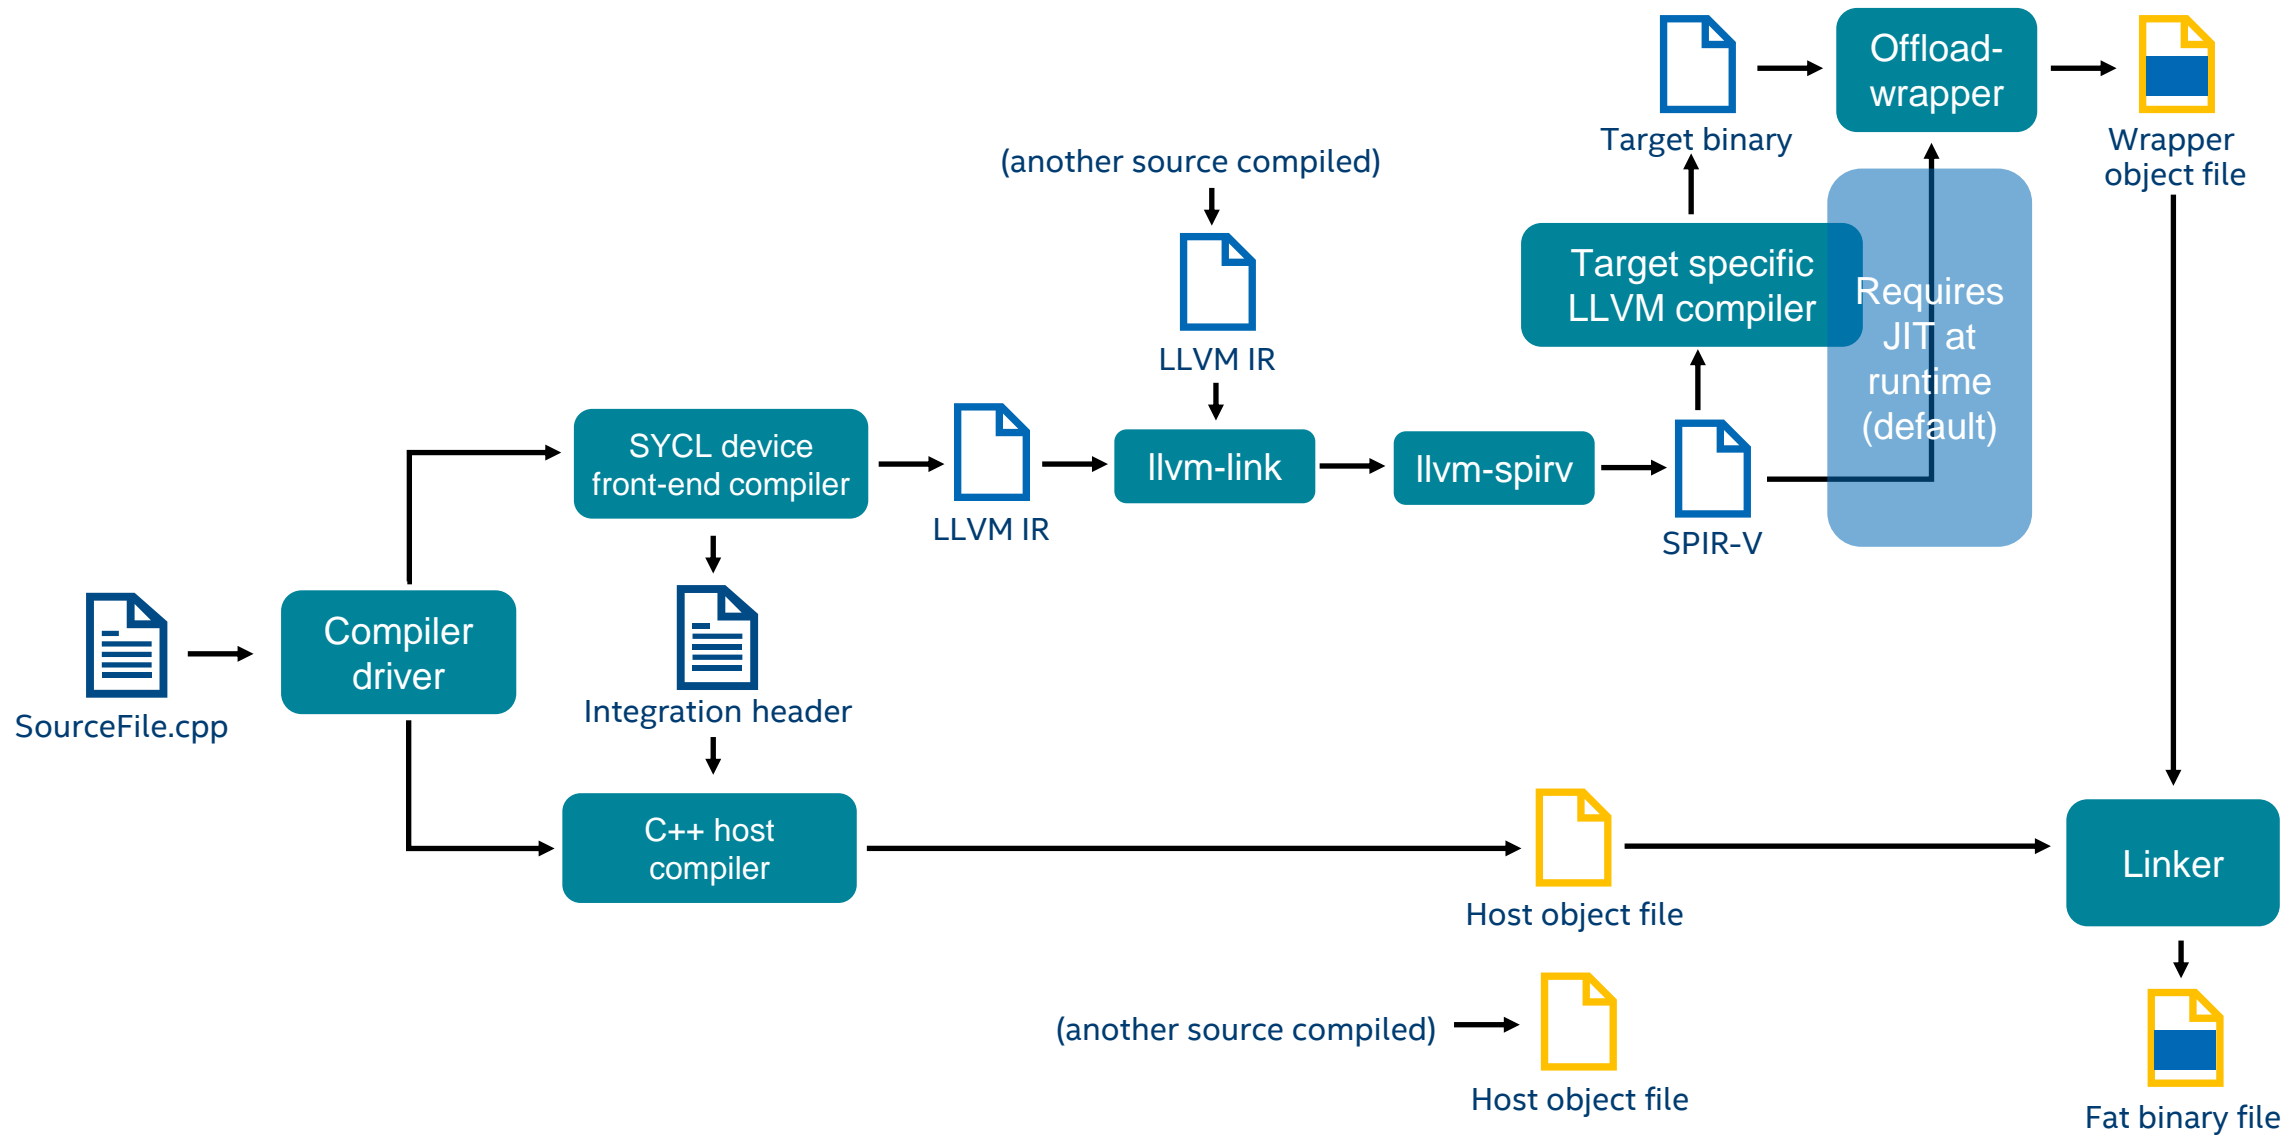 Offload-
wrapper
Target binary
Wrapper
object file
(another source compiled)
Target specific
LLVM compiler
Requires
JIT at
runtime
(default)
LLVM IR
SYCL device
front-end compiler
LLVM IR
llvm-link
llvm-spirv
SPIR-V
Compiler
driver
SourceFile.cpp
Integration header
C++ host
compiler
Host object file
Linker
(another source compiled)
Host object file
Fat binary file